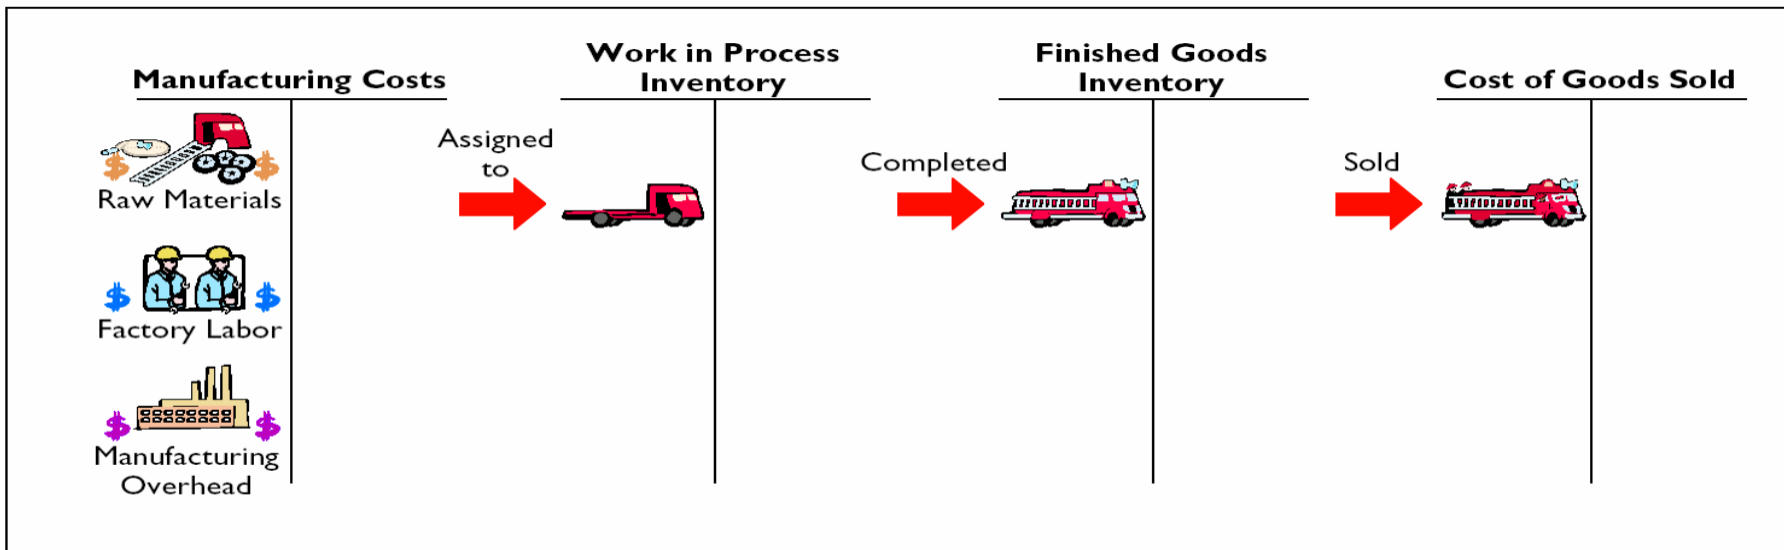 Manufacturing Costs
Work in Process
Inventory
Finished Goods
Inventory
Cost of Goods Sold
$ $
Raw Materials
$ $
Factory Labor
$ $
Manufacturing
Overhead
Assigned
to
Completed
Sold